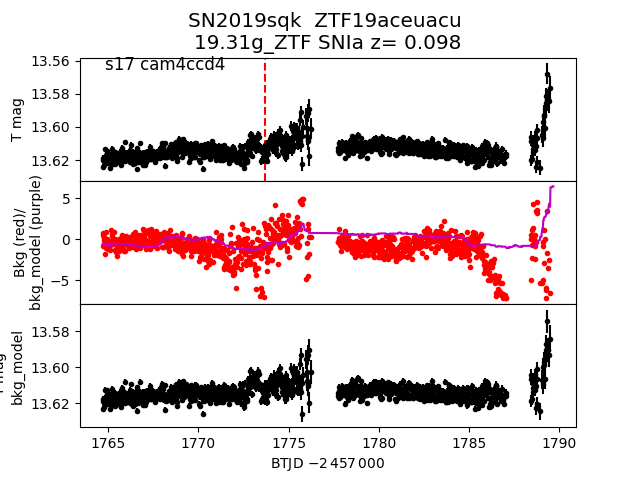 SN2019sqk ZTF19aceuacu
19.31g_ZTF SNIa z= 0.098
s17 cam4ccd4
T mag
13.56
13.58
13.60
13.62
Bkg (red)/
bkg_model (purple)
5
0
−5
bkg_model
13.58
13.60
13.62
1765
1770
1775
1780
1785
1790
BTJD −2 457 000